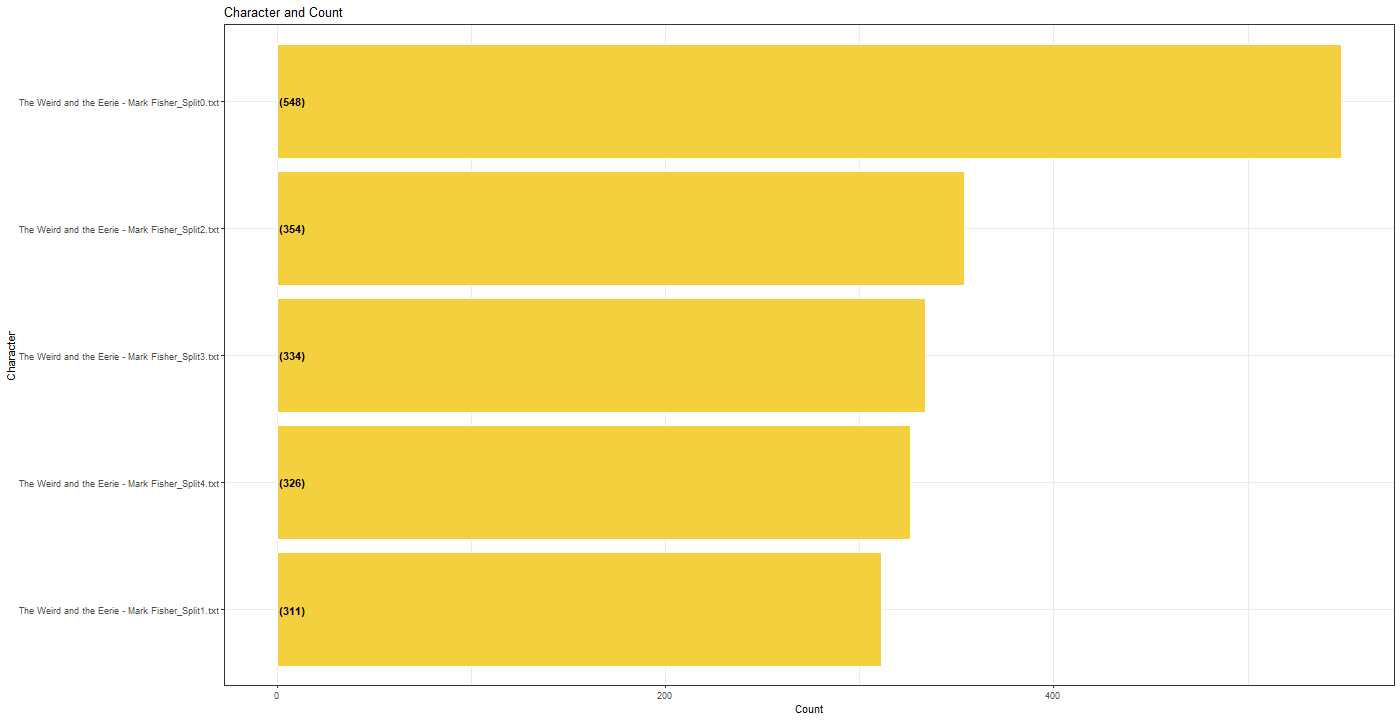 Character and Count
The Weird and the Eerie - Mark Fisher_Split0.txt
(548)
The Weird and the Eerie - Mark Fisher_Split2.txt
(354)
The Weird and the Eerie - Mark Fisher_Split3.txt
(334)
The Weird and the Eerie - Mark Fisher_Split4.txt
(326)
The Weird and the Eerie - Mark Fisher_Split1.txt
(311)
Character
0 200 400
Count